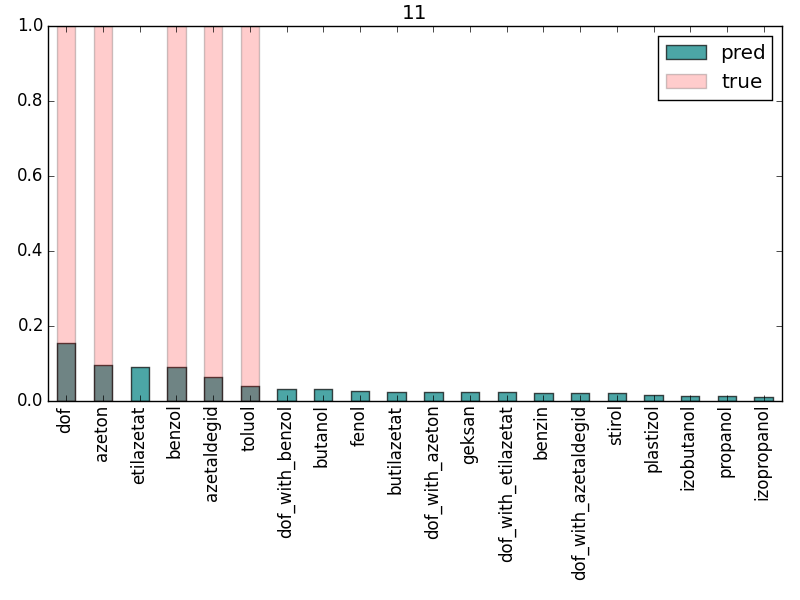 11
1.0
0.8
0.6
0.4
0.2
0.0
pred
true
dof
azeton
etilazetat
benzol
azetaldegid
toluol
dof_with_benzol
butanol
fenol
butilazetat
dof_with_azeton
geksan
dof_with_etilazetat
benzin
dof_with_azetaldegid
stirol
plastizol
izobutanol
propanol
izopropanol